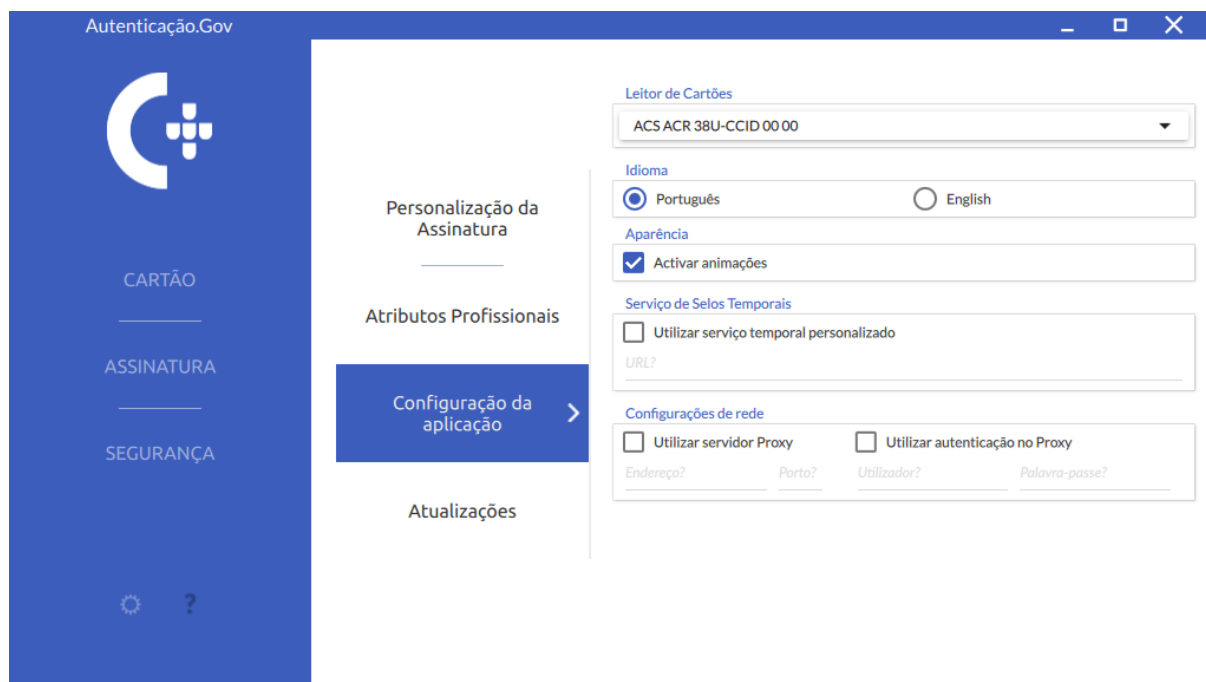 Autenticação.Gov
CARTÃO
ASSINATURA
SEGURANÇA
?
Personalização da
Assinatura
Atributos Profissionais
Configuração da
aplicação
Atualizações
Leitor de Cartões
ACS ACR 38U-CCID 00 00
Idioma
Português English
Aparência
Activar animações
Serviço de Selos Temporais
Utilizar serviço temporal personalizado
URL?
Configurações de rede
Utilizar servidor Proxy Utilizar autenticação no Proxy
Endereço? Porto? Utilizador? Palavra-passe?